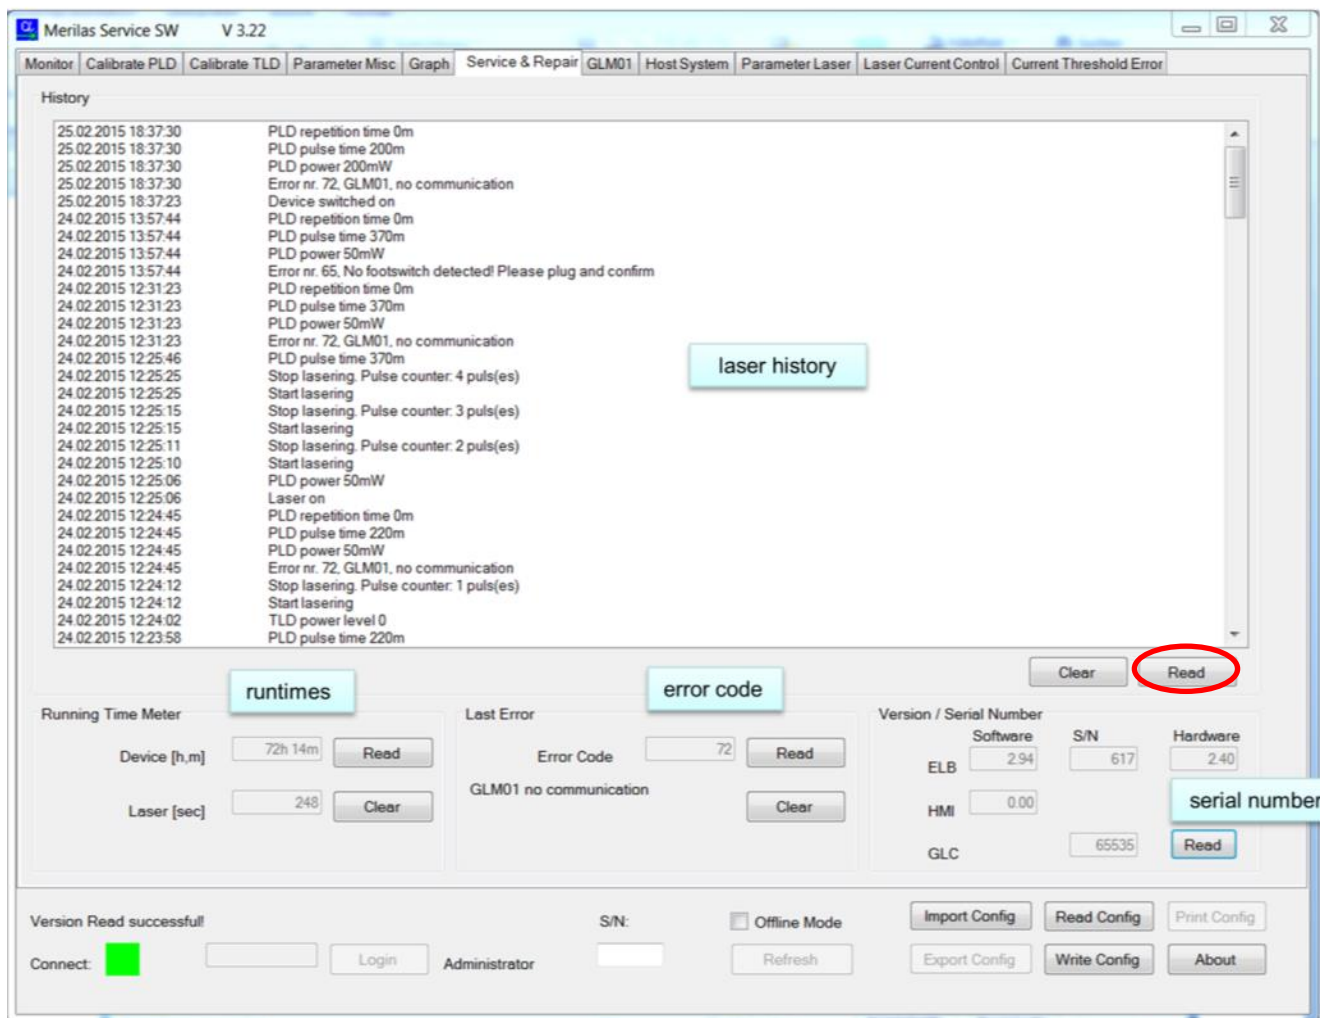 Merilas Service SW V 3.22
Monitor Calibrate PLD Calibrate TLD Parameter Misc Graph Service & Repair GLM01 Host System Parameter Laser Laser Current Control Current Threshold Error
History
25.02.2015 18:37:30 PLD repetition time 0m
25.02.2015 18:37:30 PLD pulse time 200m
25.02.2015 18:37:30 PLD power 200mW
25.02.2015 18:37:30 Error nr. 72, GLM01, no communication
25.02.2015 18:37:23 Device switched on
24.02.2015 13:57:44 PLD repetition time 0m
24.02.2015 13:57:44 PLD pulse time 370m
24.02.2015 13:57:44 PLD power 50mW
24.02.2015 13:57:44 Error nr. 65, No footswitch detected! Please plug and confirm
24.02.2015 12:31:23 PLD repetition time 0m
24.02.2015 12:31:23 PLD pulse time 370m
24.02.2015 12:31:23 PLD power 50mW
24.02.2015 12:31:23 Error nr. 72, GLM01, no communication
24.02.2015 12:25:46 PLD pulse time 370m
24.02.2015 12:25:25 Stop lasering. Pulse counter: 4 puls(es)
24.02.2015 12:25:25 Start lasering
24.02.2015 12:25:15 Stop lasering. Pulse counter: 3 puls(es)
24.02.2015 12:25:15 Start lasering
24.02.2015 12:25:11 Stop lasering. Pulse counter: 2 puls(es)
24.02.2015 12:25:10 Start lasering
24.02.2015 12:25:06 PLD power 50mW
24.02.2015 12:25:06 Laser on
24.02.2015 12:24:45 PLD repetition time 0m
24.02.2015 12:24:45 PLD pulse time 220m
24.02.2015 12:24:45 PLD power 50mW
24.02.2015 12:24:45 Error nr. 72, GLM01, no communication
24.02.2015 12:24:12 Stop lasering. Pulse counter: 1 puls(es)
24.02.2015 12:24:12 Start lasering
24.02.2015 12:24:02 TLD power level 0
24.02.2015 12:23:58 PLD pulse time 220m
laser history
Clear Read
runtimes
error code
Running Time Meter
Device [h,m] 72h 14m Read
Laser [sec] 248 Clear
Last Error
Error Code 72 Read
GLM01 no communication
Clear
Version / Serial Number
Software S/N Hardware
ELB 2.94 617 2.40
HMI 0.00
serial number
GLC 65535 Read
Version Read successful! S/N: Offline Mode Import Config Read Config Print Config
Connect: Login Administrator Refresh Export Config Write Config About